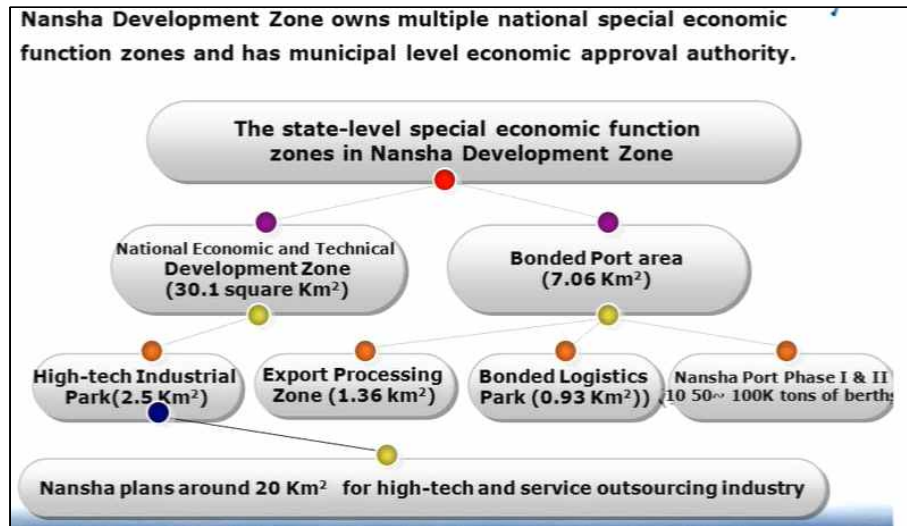 Nansha Development Zone owns multiple national special economic
function zones and has municipal level economic approval authority.
The state-level special economic function
zones in Nansha Development Zone
National Economic and Technical
Development Zone
(30.1 square Km²)
Bonded Port area
(7.06 Km²)
High-tech Industrial
Park(2.5 Km²)
Export Processing
Zone (1.36 km²)
Bonded Logistics
Park (0.93 Km²))
Nansha Port Phase I & II
(10 50~ 100K tons of berths
Nansha plans around 20 Km² for high-tech and service outsourcing industry